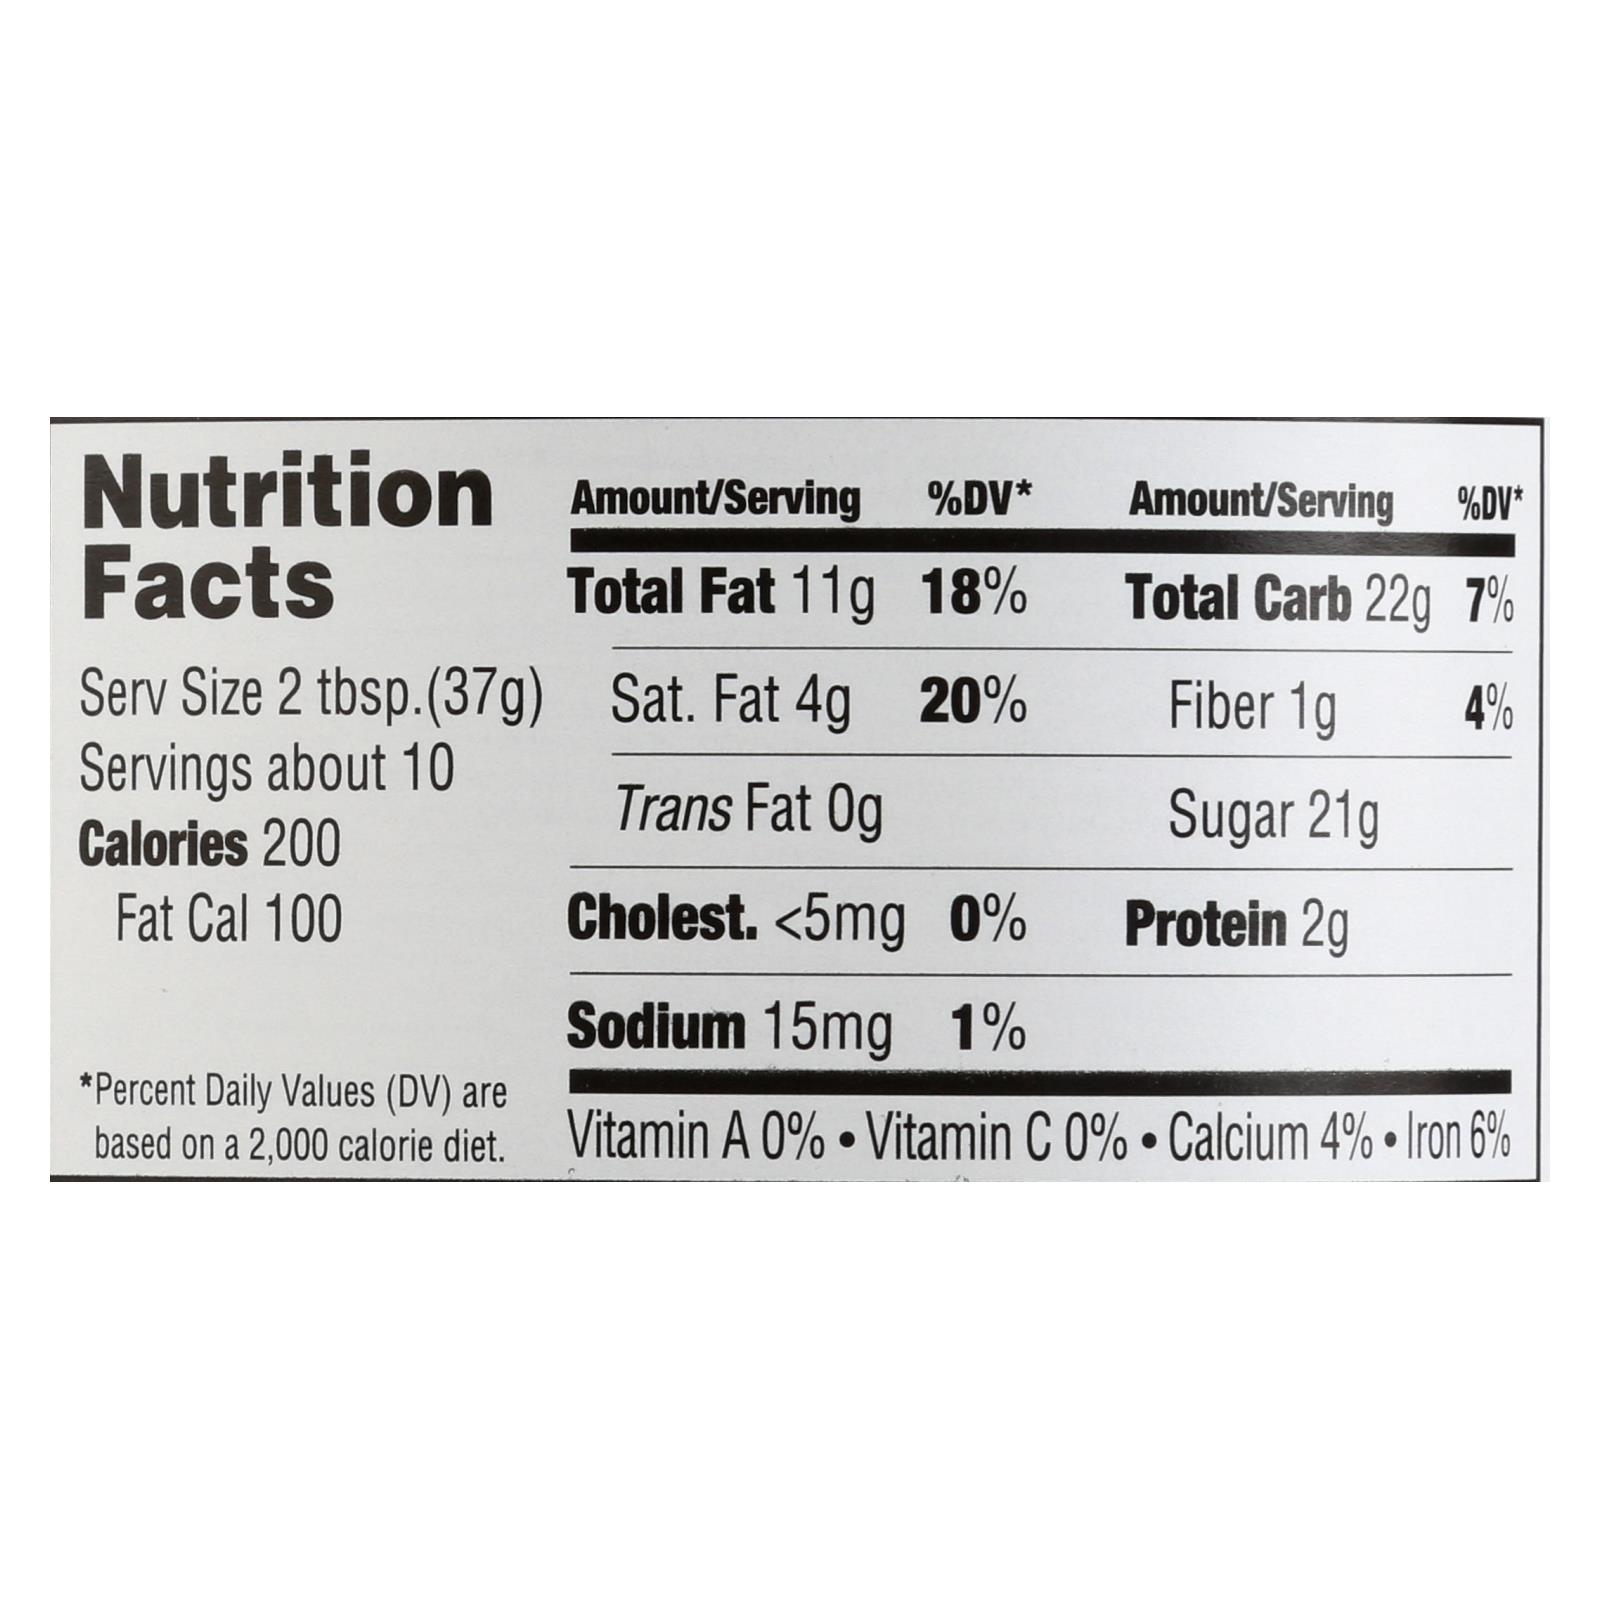 Nutrition
Facts
Serv Size 2 tbsp.(37g)
Servings about 10
Calories 200
Fat Cal 100
*Percent Daily Values (DV) are
based on a 2,000 calorie diet.
Amount/Serving %DV* Amount/Serving %DV*
Total Fat 11g 18% Total Carb 22g 7%
Sat. Fat 4g 20% Fiber 1g 4%
Trans Fat 0g Sugar 21g
Cholest. <5mg 0% Protein 2g
Sodium 15mg 1%
Vitamin A 0% • Vitamin C 0% • Calcium 4% • Iron 6%